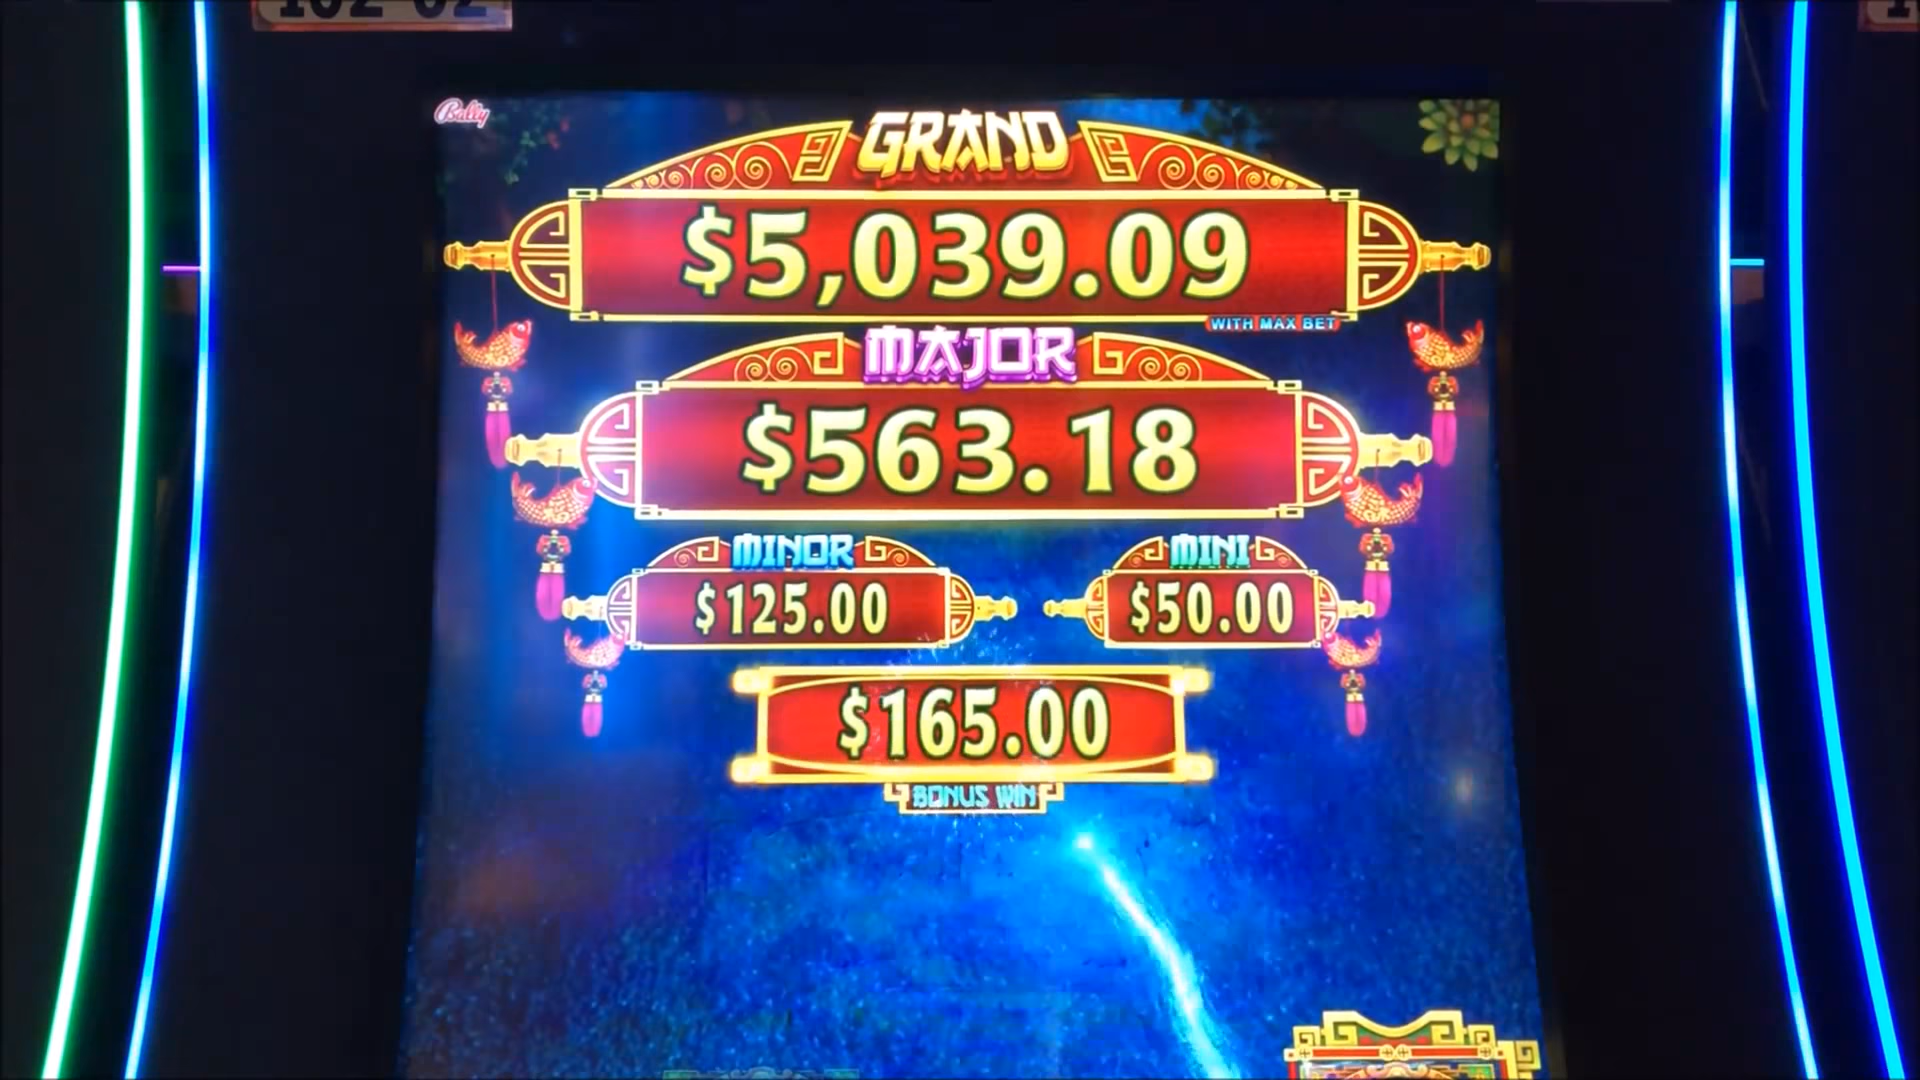 Bally
GRAND
$5,039.09
WITH MAX BET
MAJOR
$563.18
MINOR
$125.00
MINI
$50.00
$165.00
BONUS WIN